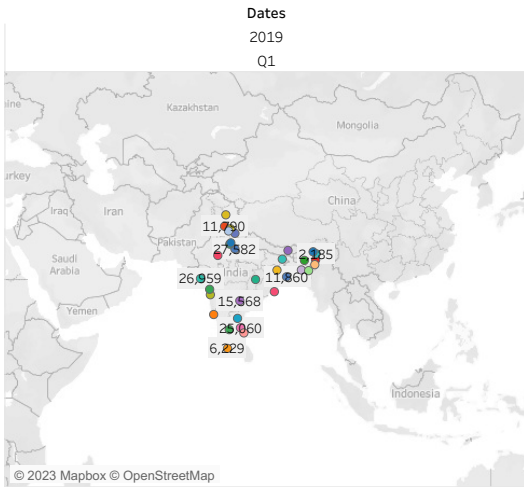 Dates
2019
Q1
Kazakhstan
Mongolia
urkey
China
Iraq
Iran
11,790
Pakistan
27,582
2,185
Saudi
Arabia
26,959
India
11,860
15,568
Yemen
25,060
6,229
Indonesia
© 2023 Mapbox © OpenStreetMap